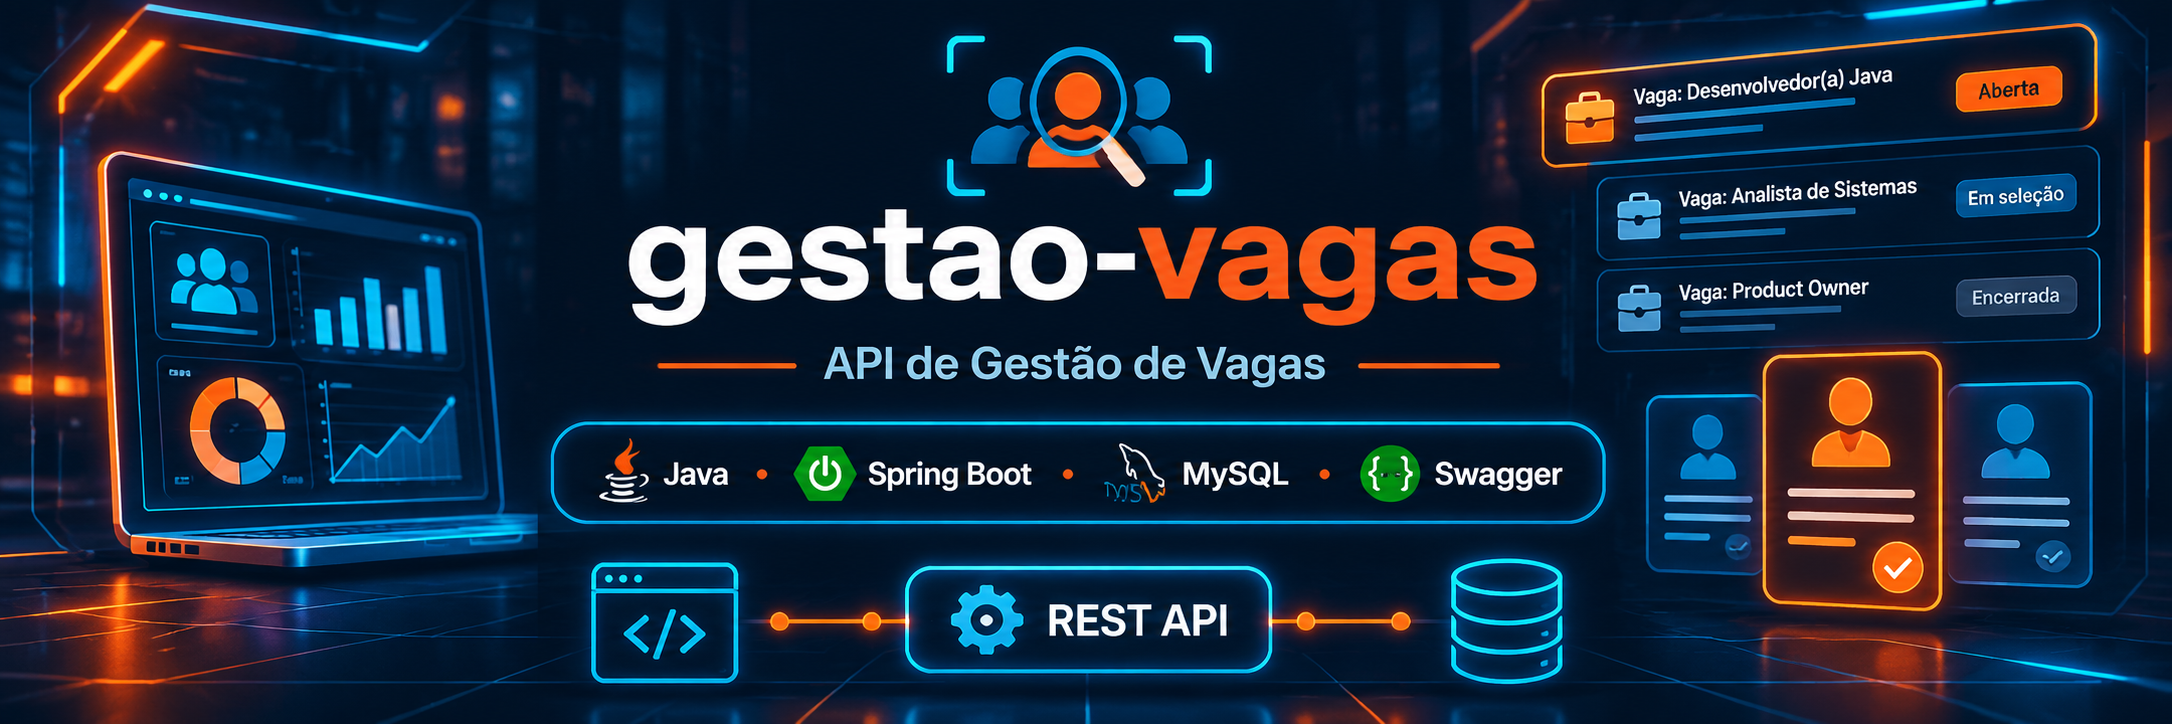 gestao-vagas
API de Gestão de Vagas
Java • Spring Boot • MySQL • Swagger
REST API
Vaga: Desenvolvedor(a) Java
Aberta
Vaga: Analista de Sistemas
Em seleção
Vaga: Product Owner
Encerrada